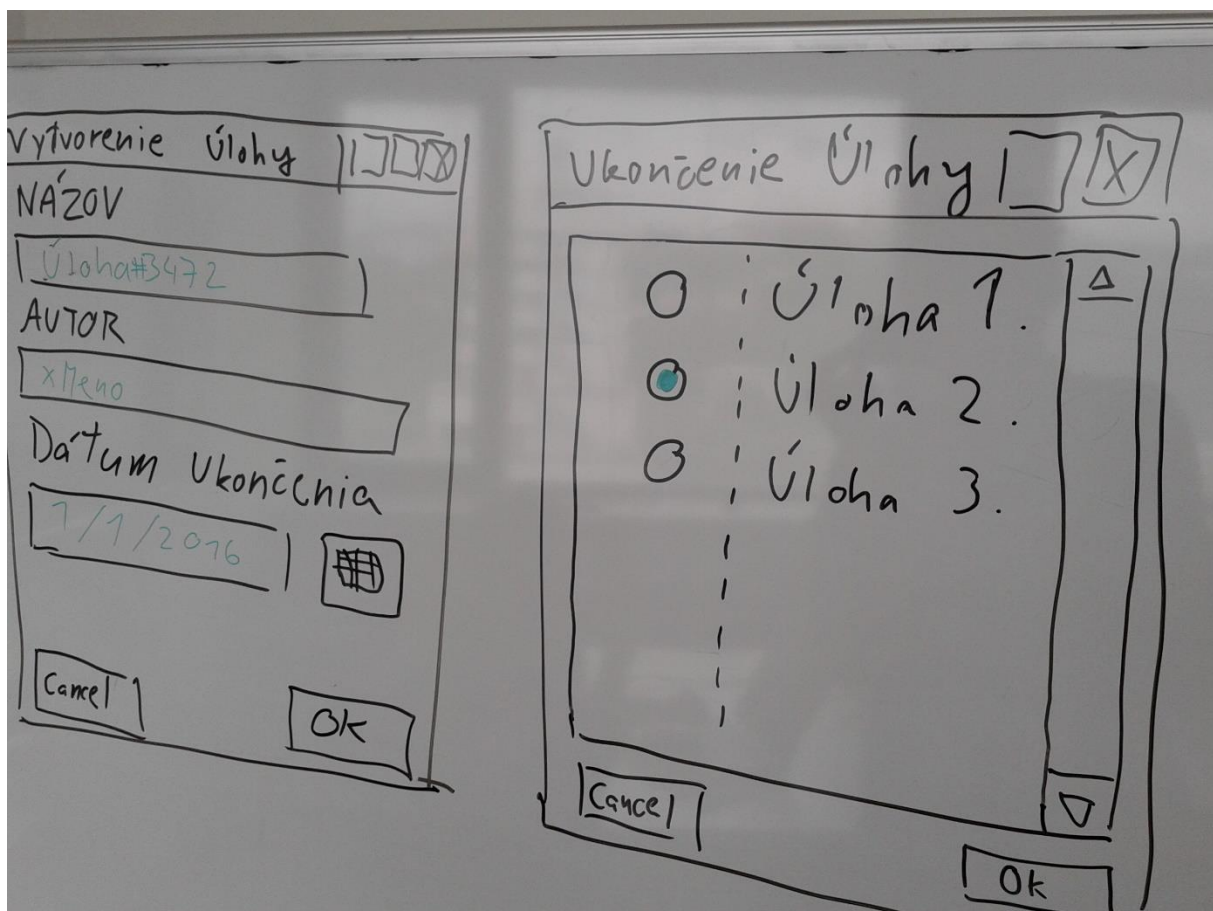 Vytvorenie Úlohy
NÁZOV
Úloha#3472
AUTOR
xMeno
Dátum Ukončenia
1/1/2016
Cancel
OK
Ukončenie Úlohy X
Úloha 1.
Úloha 2.
Úloha 3.
Cancel
Ok